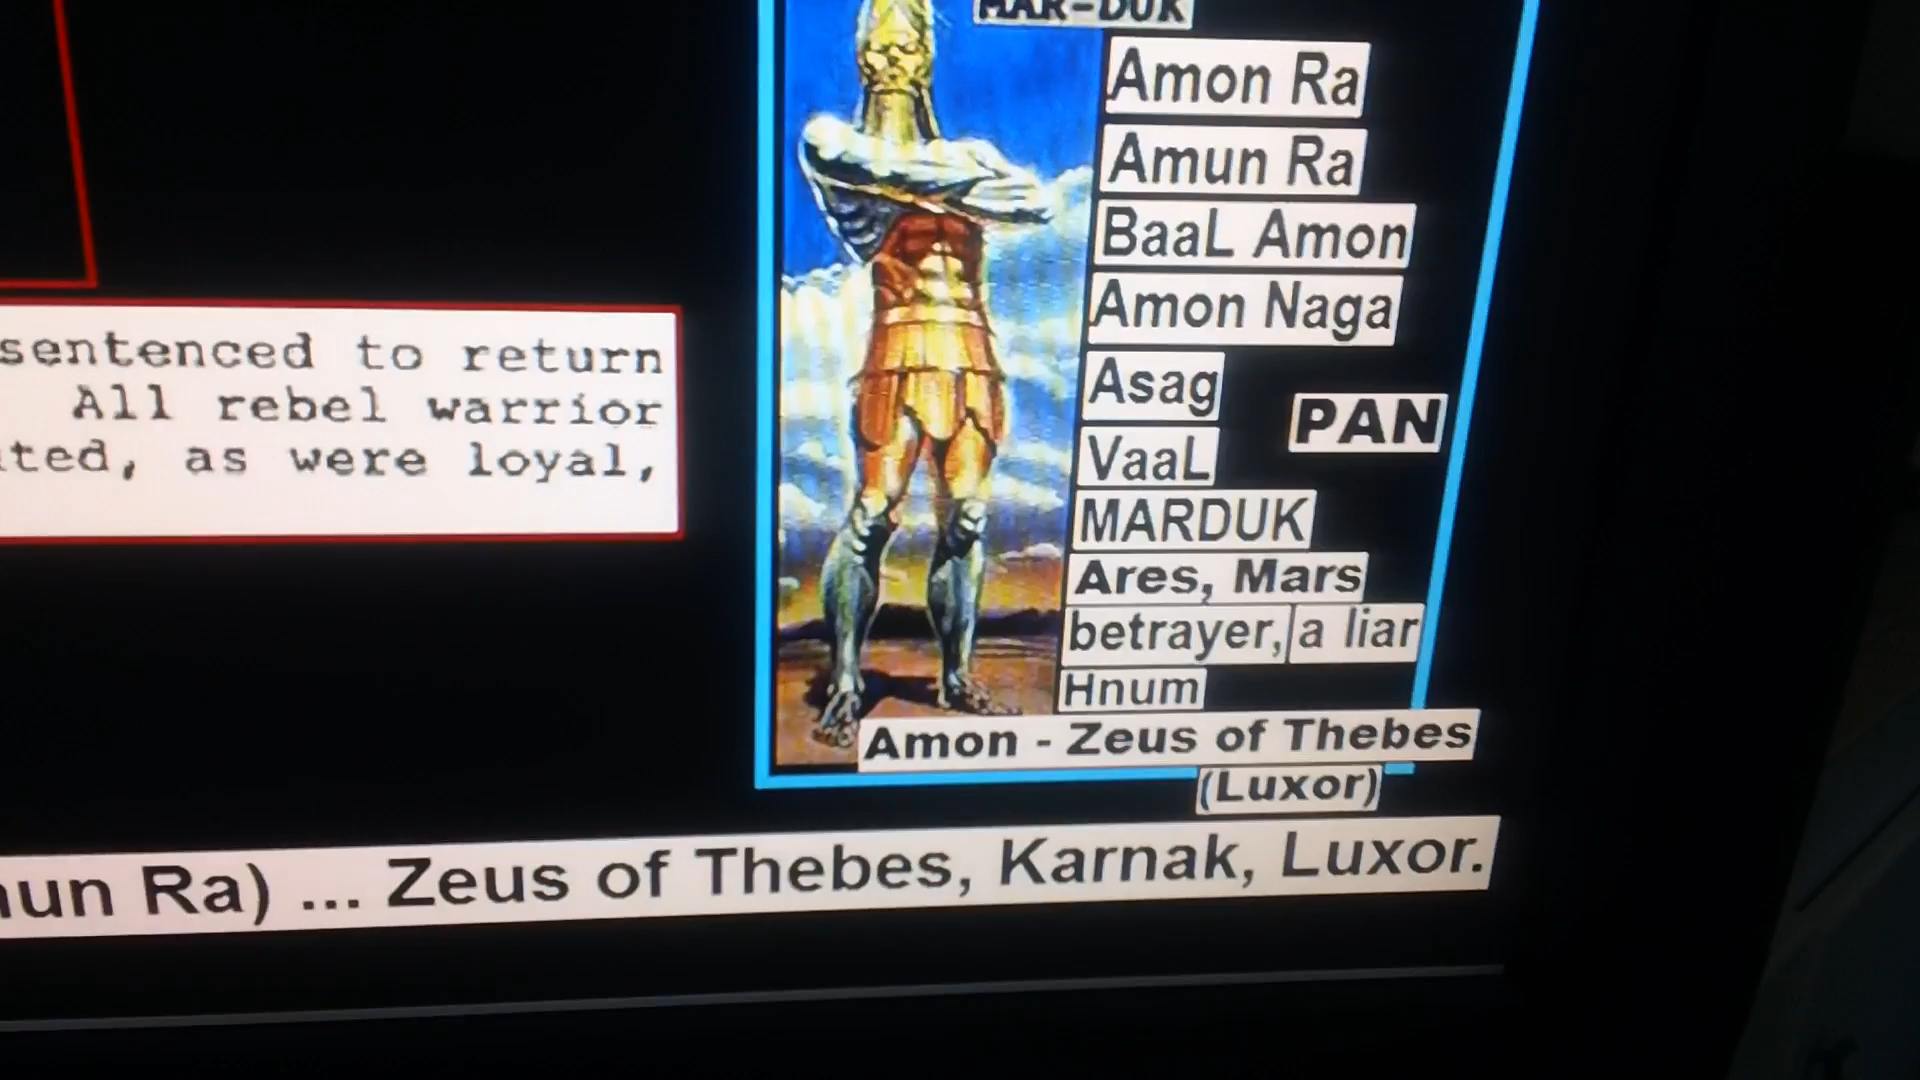 MAR-DUK
Amon Ra
Amun Ra
BaaL Amon
Amon Naga
Asag
PAN
VaaL
MARDUK
Ares, Mars
betrayer, a liar
Hnum
Amon - Zeus of Thebes
(Luxor)
sentenced to return
All rebel warrior
ted, as were loyal,
un Ra) ... Zeus of Thebes, Karnak, Luxor.